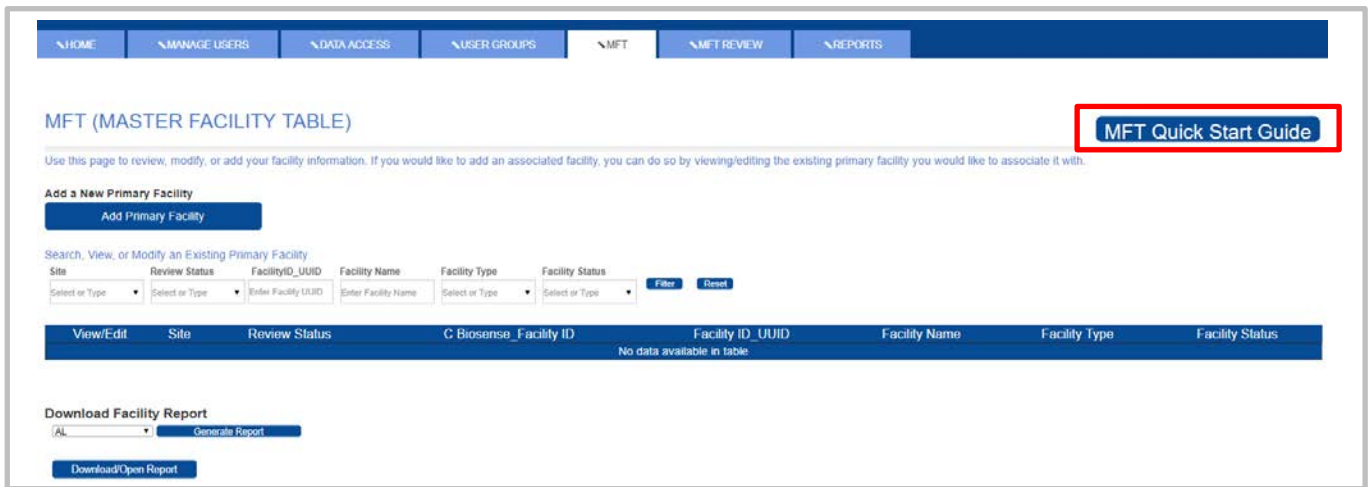 HOME MANAGE USERS DATA ACCESS USER GROUPS MFT MFT REVIEW REPORTS
MFT (MASTER FACILITY TABLE)
MFT Quick Start Guide
Use this page to review, modify, or add your facility information. If you would like to add an associated facility, you can do so by viewing/editing the existing primary facility you would like to associate it with.
Add a New Primary Facility
Add Primary Facility
Search, View, or Modify an Existing Primary Facility
Site Review Status FacilityID_UUID Facility Name Facility Type Facility Status
Select or Type Select or Type Enter Facility UUID Enter Facility Name Select or Type Select or Type Filter Reset
View/Edit Site Review Status C Biosense_Facility ID Facility ID_UUID Facility Name Facility Type Facility Status
No data available in table
Download Facility Report
AL Generate Report
Download/Open Report